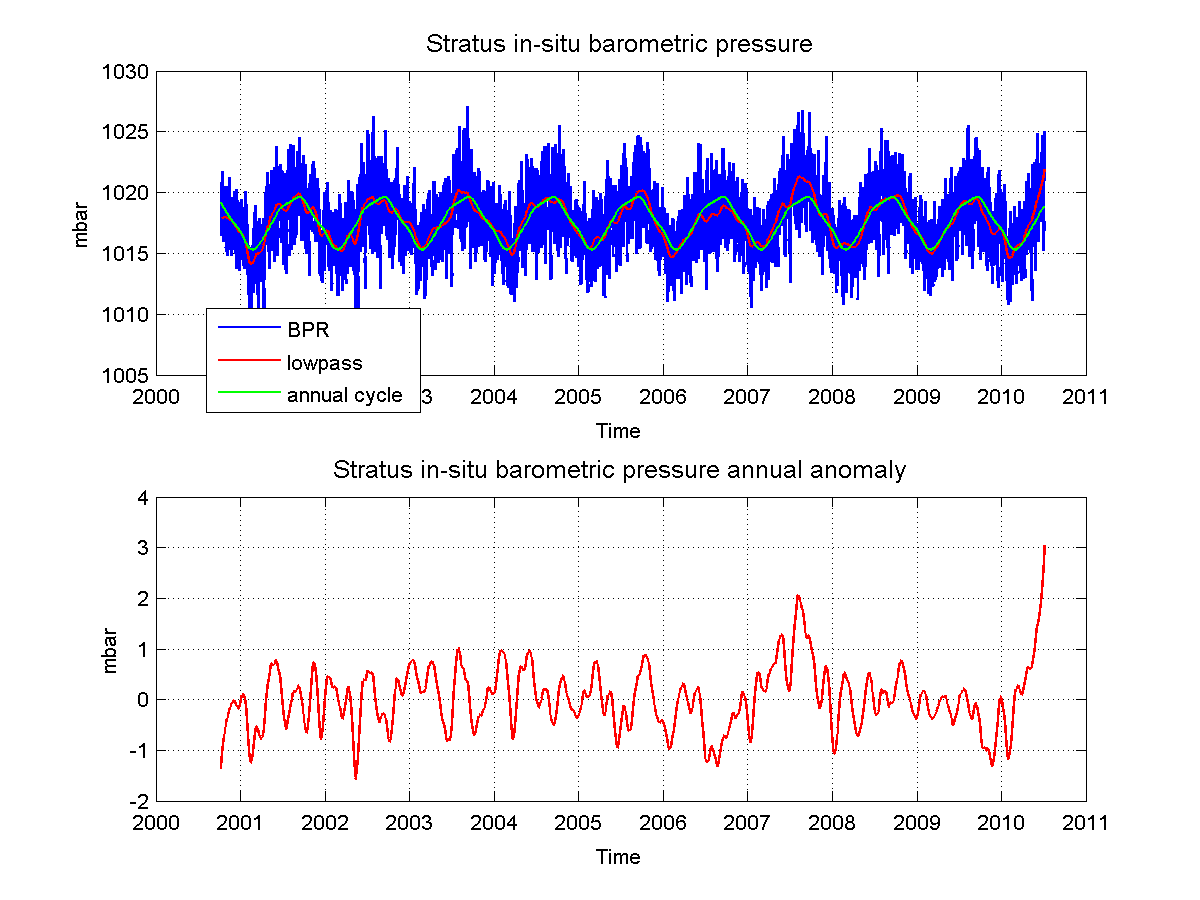 Stratus in-situ barometric pressure
1030
1025
1020
1015
1010
1005
mbar
BPR
lowpass
annual cycle
2000 3 2004 2005 2006 2007 2008 2009 2010 2011
Time
Stratus in-situ barometric pressure annual anomaly
4
3
2
1
0
-1
-2
mbar
2000 2001 2002 2003 2004 2005 2006 2007 2008 2009 2010 2011
Time